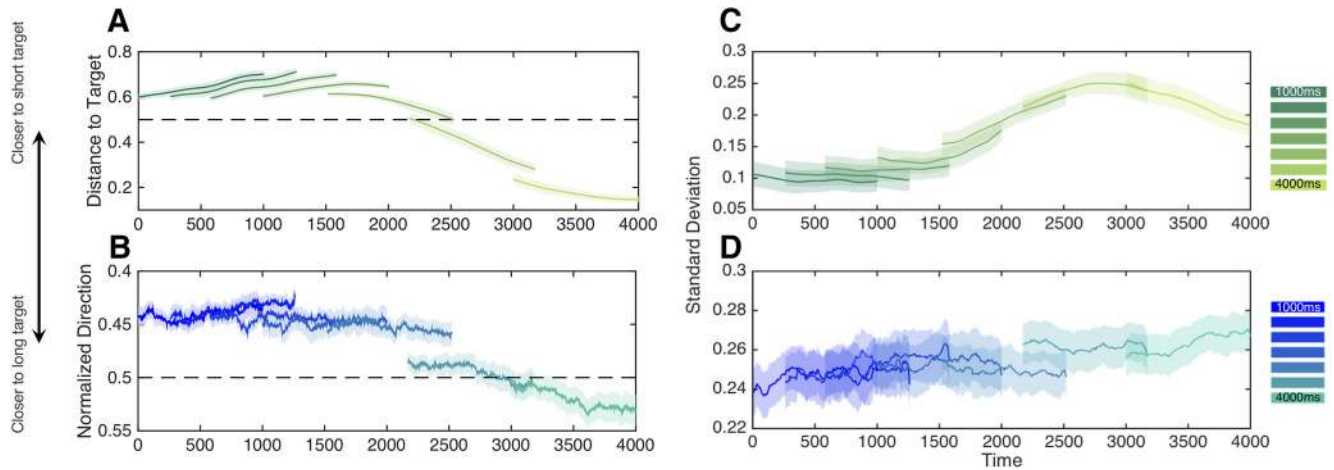 A
Closer to short target
Distance to Target
0.8
0.6
0.4
0.2
0 500 1000 1500 2000 2500 3000 3500 4000
B
Closer to long target
Normalized Direction
0.4
0.45
0.5
0.55
0 500 1000 1500 2000 2500 3000 3500 4000
C
Standard Deviation
0.3
0.25
0.2
0.15
0.1
0.05
0 500 1000 1500 2000 2500 3000 3500 4000
1000ms
4000ms
D
0.3
0.28
0.26
0.24
0.22
0 500 1000 1500 2000 2500 3000 3500 4000
Time
1000ms
4000ms